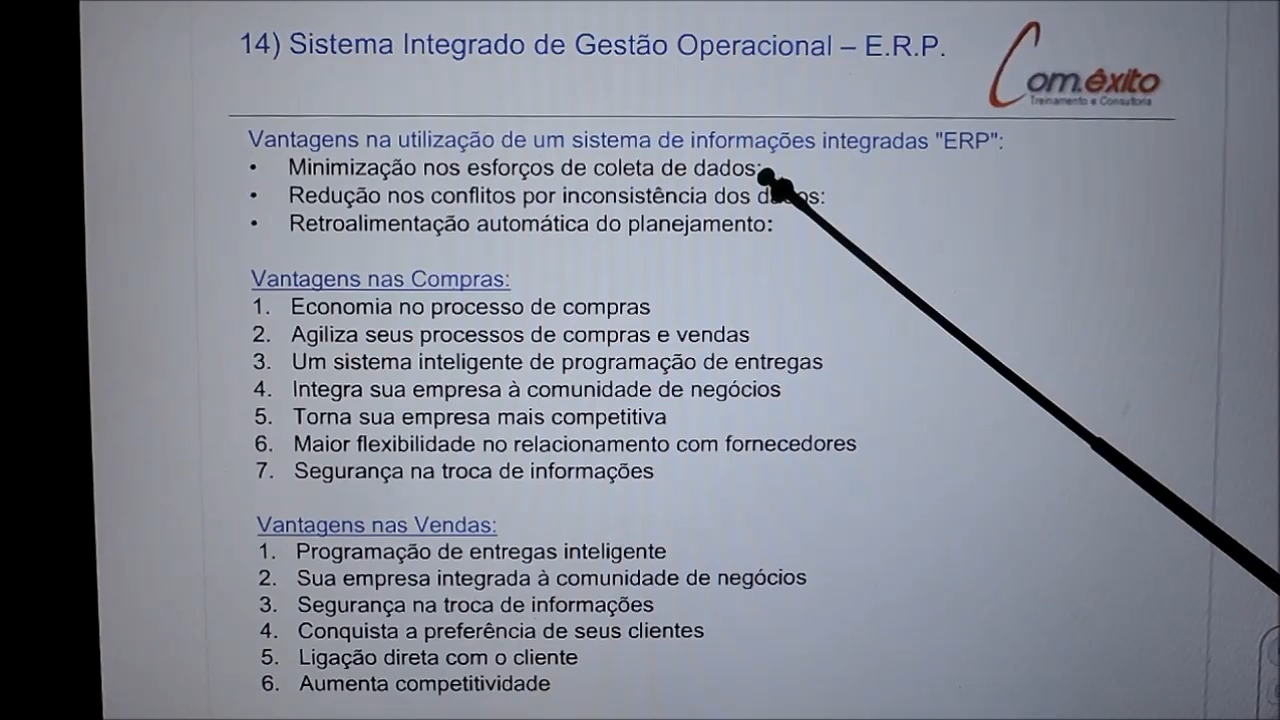 14) Sistema Integrado de Gestão Operacional – E.R.P.
Com.êxito
Treinamento e Consultoria
Vantagens na utilização de um sistema de informações integradas "ERP":
• Minimização nos esforços de coleta de dados:
• Redução nos conflitos por inconsistência dos dados:
• Retroalimentação automática do planejamento:
Vantagens nas Compras:
1. Economia no processo de compras
2. Agiliza seus processos de compras e vendas
3. Um sistema inteligente de programação de entregas
4. Integra sua empresa à comunidade de negócios
5. Torna sua empresa mais competitiva
6. Maior flexibilidade no relacionamento com fornecedores
7. Segurança na troca de informações
Vantagens nas Vendas:
1. Programação de entregas inteligente
2. Sua empresa integrada à comunidade de negócios
3. Segurança na troca de informações
4. Conquista a preferência de seus clientes
5. Ligação direta com o cliente
6. Aumenta competitividade